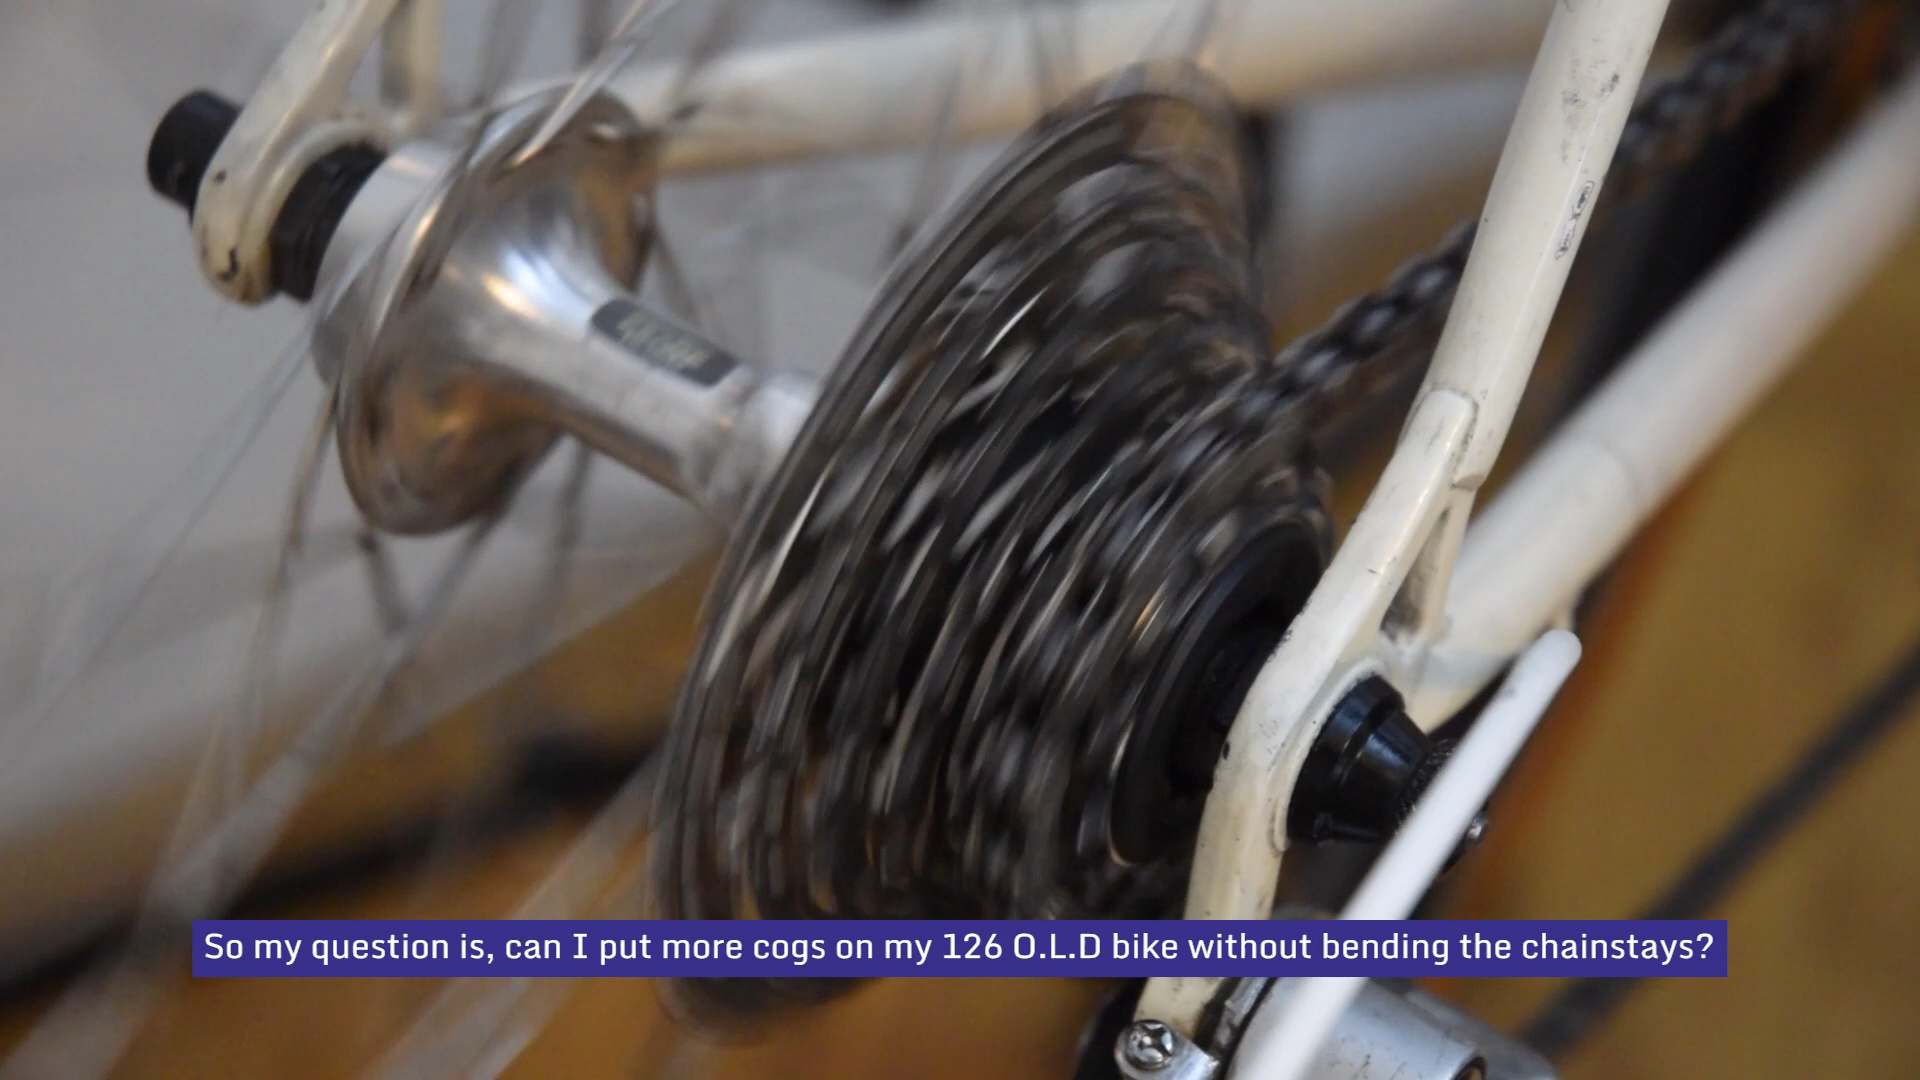 So my question is, can I put more cogs on my 126 O.L.D bike without bending the chainstays?